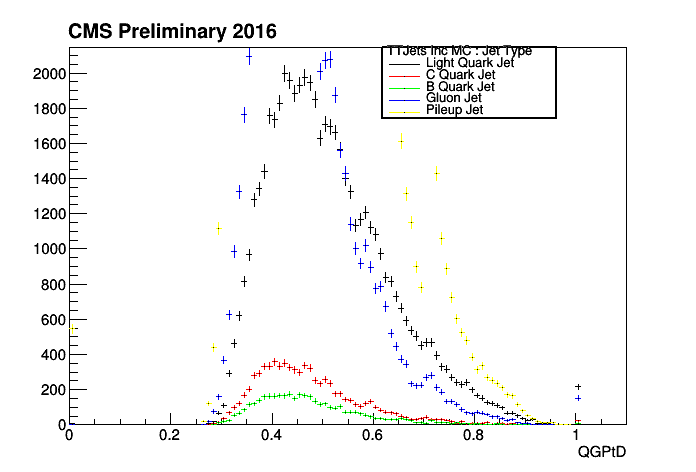 CMS Preliminary 2016
TTJets Inc MC : Jet Type
Light Quark Jet
C Quark Jet
B Quark Jet
Gluon Jet
Pileup Jet
2000
1800
1600
1400
1200
1000
800
600
400
200
0
0 0.2 0.4 0.6 0.8 1
QGPtD